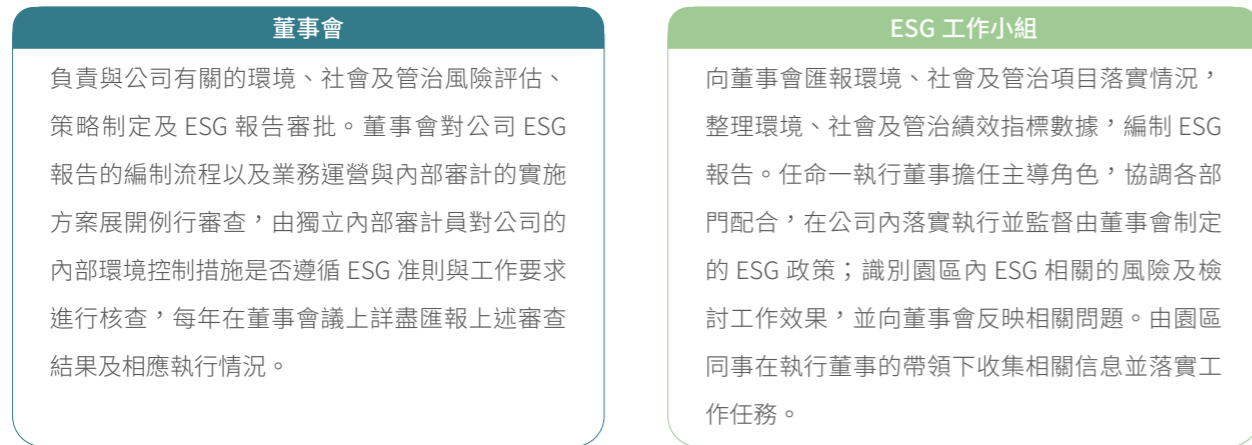 董事會
負責與公司有關的環境、社會及管治風險評估、
策略制定及 ESG 報告審批。董事會對公司 ESG
報告的編制流程以及業務運營與內部審計的實施
方案展開例行審查，由獨立內部審計員對公司的
內部環境控制措施是否遵循 ESG 准則與工作要求
進行核查，每年在董事會議上詳盡匯報上述審查
結果及相應執行情況。
ESG 工作小組
向董事會匯報環境、社會及管治項目落實情況，
整理環境、社會及管治績效指標數據，編制 ESG
報告。任命一執行董事擔任主導角色，協調各部
門配合，在公司內落實執行並監督由董事會制定
的 ESG 政策；識別園區內 ESG 相關的風險及檢
討工作效果，並向董事會反映相關問題。由園區
同事在執行董事的帶領下收集相關信息並落實工
作任務。